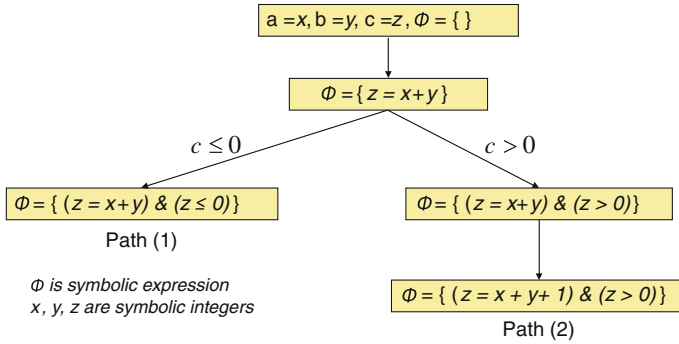 a =x, b =y, c =z , Φ = { }
Φ = { z = x+y }
c ≤ 0
c > 0
Φ = { (z = x+y) & (z ≤ 0)}
Φ = { (z = x+y) & (z > 0)}
Path (1)
Φ is symbolic expression
x , y, z are symbolic integers
Φ = { (z = x + y+ 1) & (z > 0)}
Path (2)